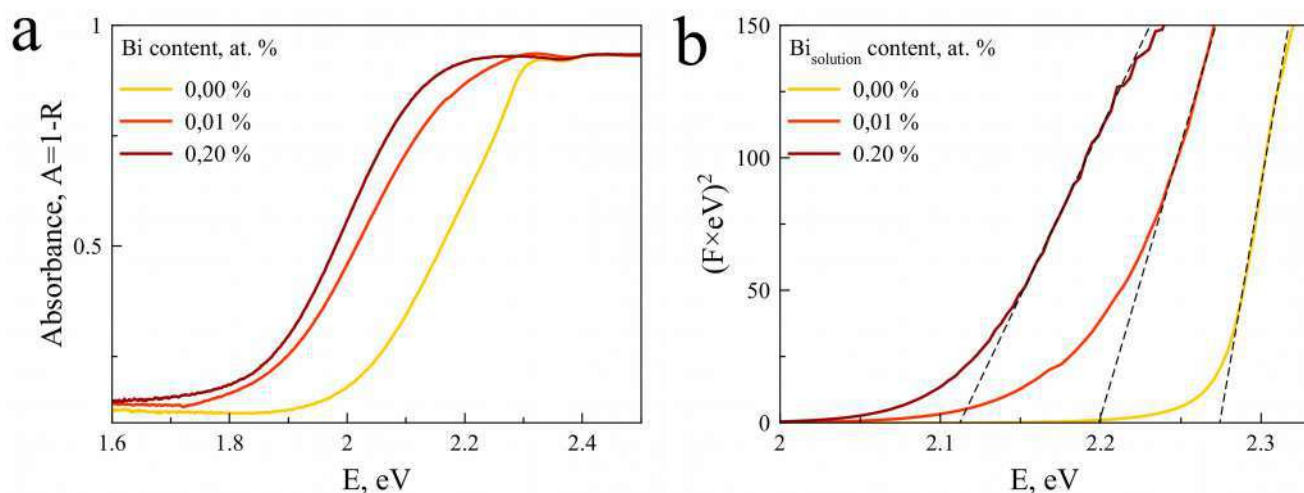 a
Bi content, at. %
0,00 %
0,01 %
0,20 %
Absorbance, A=1-R
1
0.5
1.6
1.8
2
2.2
2.4
E, eV
b
Bi_solution content, at. %
0,00 %
0,01 %
0.20 %
(F×eV)²
150
100
50
0
2
2.1
2.2
2.3
E, eV